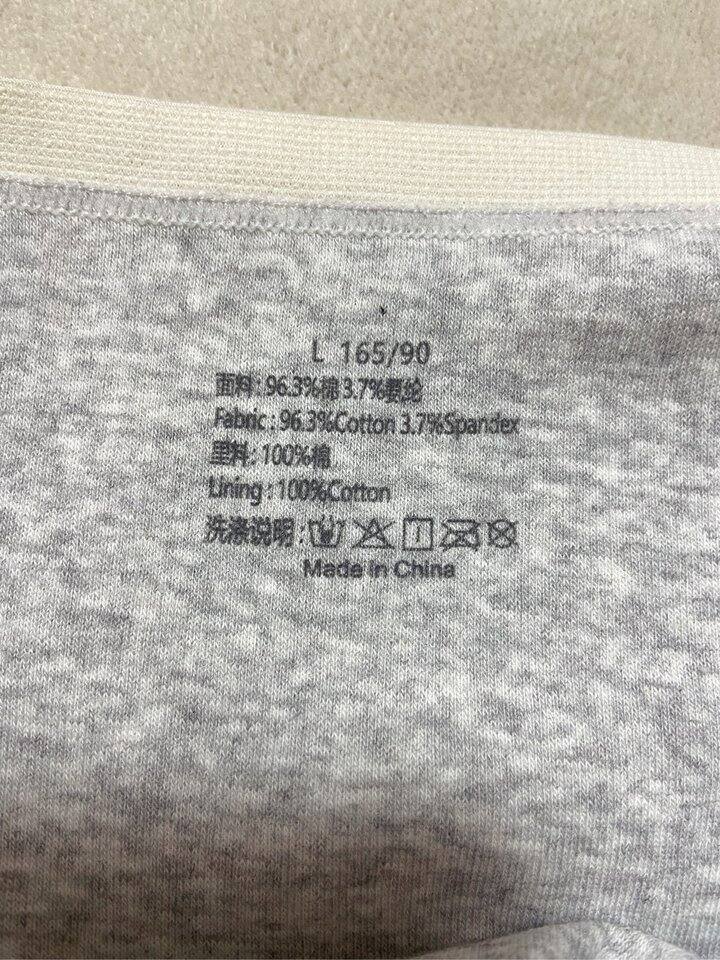 L 165/90
面料:96.3%棉 3.7%氨纶
Fabric:96.3%Cotton 3.7%Spandex
里料:100%棉
Lining:100%Cotton
洗涤说明:
Made in China